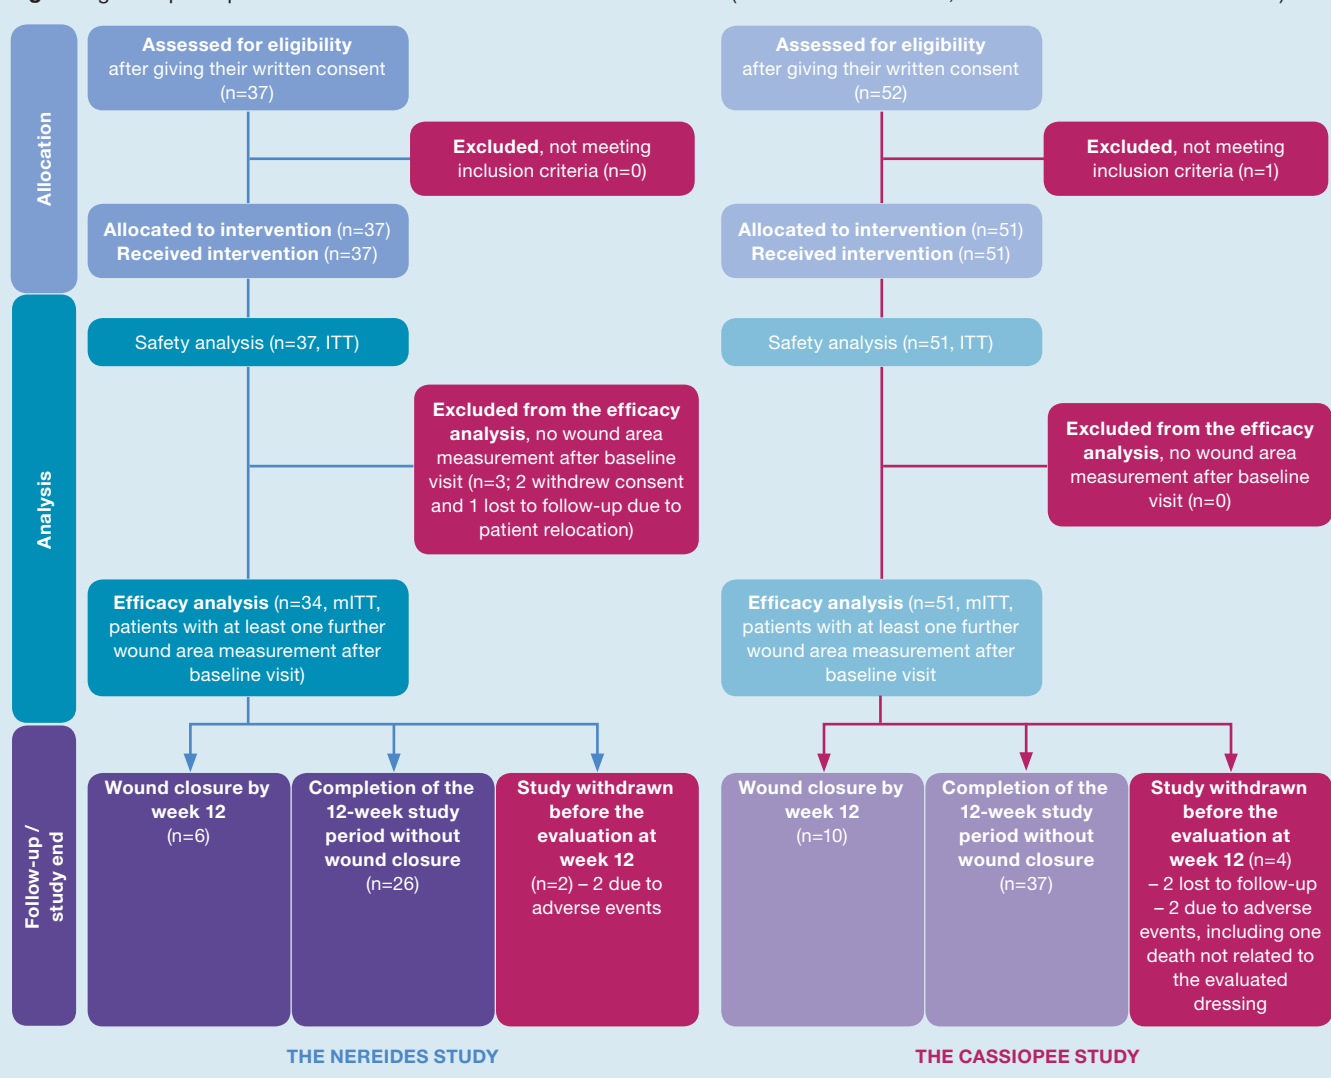 Allocation
Assessed for eligibility
after giving their written consent
(n=37)
Excluded, not meeting
inclusion criteria (n=0)
Allocated to intervention (n=37)
Received intervention (n=37)
Analysis
Safety analysis (n=37, ITT)
Excluded from the efficacy
analysis, no wound area
measurement after baseline
visit (n=3; 2 withdrew consent
and 1 lost to follow-up due to
patient relocation)
Efficacy analysis (n=34, mITT,
patients with at least one further
wound area measurement after
baseline visit)
Follow-up /
study end
Wound closure by
week 12
(n=6)
Completion of the
12-week study
period without
wound closure
(n=26)
Study withdrawn
before the
evaluation at
week 12
(n=2) – 2 due to
adverse events
THE NEREIDES STUDY
Assessed for eligibility
after giving their written consent
(n=52)
Excluded, not meeting
inclusion criteria (n=1)
Allocated to intervention (n=51)
Received intervention (n=51)
Safety analysis (n=51, ITT)
Excluded from the efficacy
analysis, no wound area
measurement after baseline
visit (n=0)
Efficacy analysis (n=51, mITT,
patients with at least one further
wound area measurement after
baseline visit
Wound closure by
week 12
(n=10)
Completion of the
12-week study
period without
wound closure
(n=37)
Study withdrawn
before the
evaluation at
week 12 (n=4)
– 2 lost to follow-up
– 2 due to adverse
events, including one
death not related to
the evaluated
dressing
THE CASSIOPEE STUDY